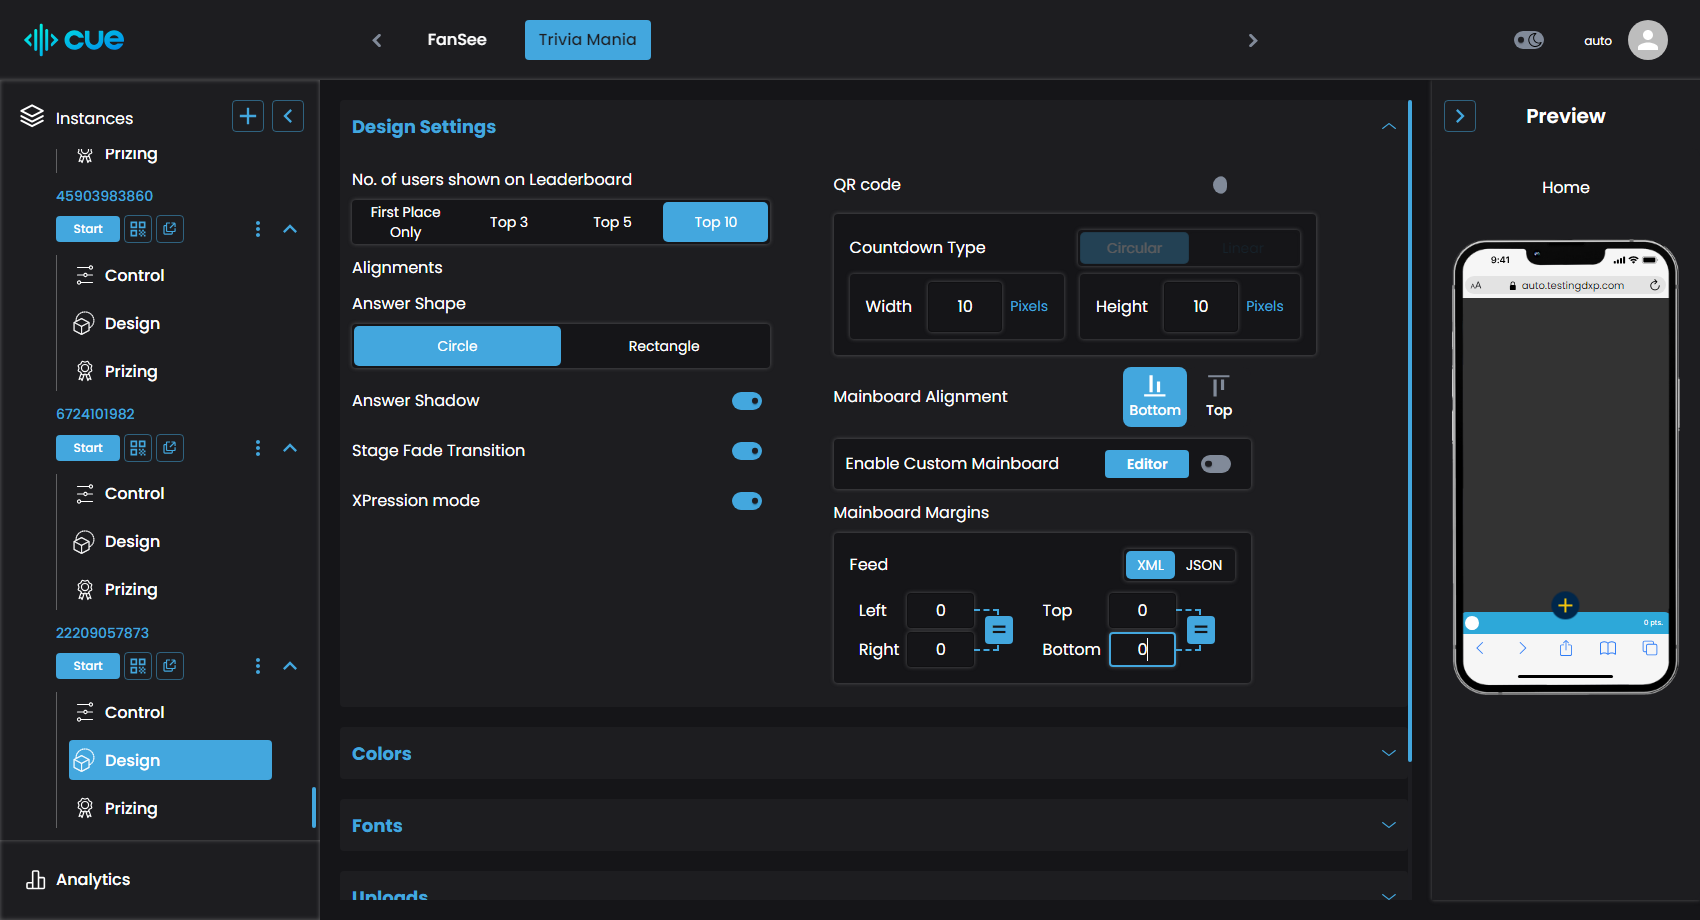 cue
FanSee
Trivia Mania
auto
Instances
Prizing
45903983860
Start
Control
Design
Prizing
6724101982
Start
Control
Design
Prizing
22209057873
Start
Control
Design
Prizing
Analytics
Design Settings
No. of users shown on Leaderboard
First Place
Only
Top 3
Top 5
Top 10
Alignments
Answer Shape
Circle
Rectangle
Answer Shadow
Stage Fade Transition
XPression mode
QR code
Countdown Type
Circular
Linear
Width
10
Pixels
Height
10
Pixels
Mainboard Alignment
Bottom
Top
Enable Custom Mainboard
Editor
Mainboard Margins
Feed
XML
JSON
Left
0
Top
0
Right
0
Bottom
0
Colors
Fonts
Uploads
Preview
Home
9:41
AA
auto.testingdxp.com
0 pts.